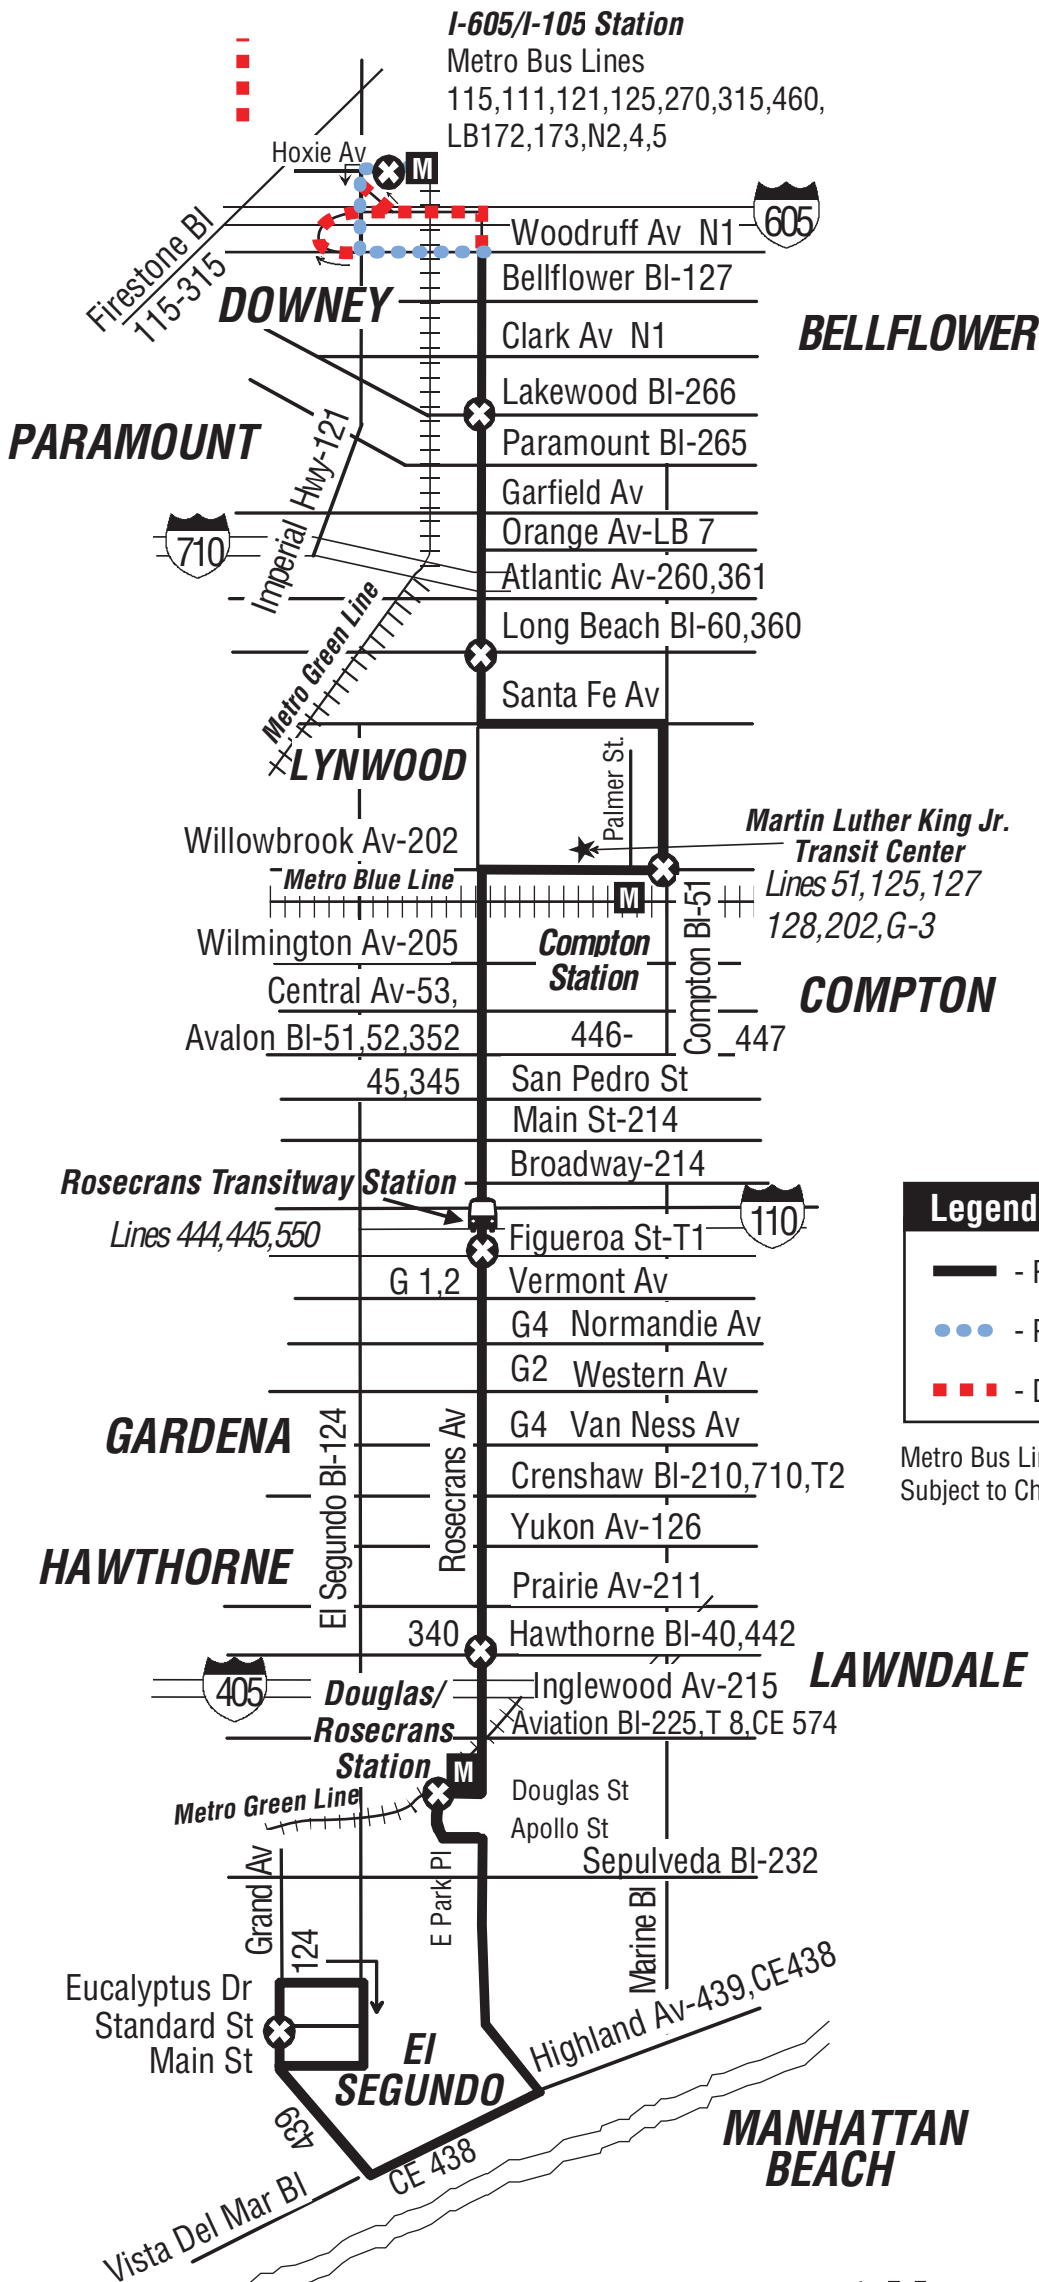 I-605/I-105 Station
Metro Bus Lines
115,111,121,125,270,315,460,
LB172,173,N2,4,5
Hoxie Av
M
605
Woodruff Av N1
Firestone Bl
115-315
DOWNEY
Bellflower Bl-127
BELLFLOWER
Clark Av N1
Lakewood Bl-266
PARAMOUNT
Paramount Bl-265
Imperial Hwy-121
Garfield Av
710
Orange Av-LB 7
Atlantic Av-260,361
Metro Green Line
Long Beach Bl-60,360
Santa Fe Av
LYNWOOD
Palmer St.
Willowbrook Av-202
Martin Luther King Jr.
Transit Center
Lines 51,125,127
128,202,G-3
Metro Blue Line
M
Compton Bl-51
Wilmington Av-205
Compton
Station
COMPTON
Central Av-53,
Avalon Bl-51,52,352
446-
447
45,345
San Pedro St
Main St-214
Broadway-214
Rosecrans Transitway Station
Lines 444,445,550
110
Figueroa St-T1
Legend
- F
- F
- D
Metro Bus Lin
Subject to Ch
G 1,2
Vermont Av
G4 Normandie Av
G2 Western Av
GARDENA
El Segundo Bl-124
Rosecrans Av
G4 Van Ness Av
Crenshaw Bl-210,710,T2
Yukon Av-126
HAWTHORNE
Prairie Av-211
340
Hawthorne Bl-40,442
LAWNDALE
405
Inglewood Av-215
Douglas/
Rosecrans
Station
Aviation Bl-225,T 8,CE 574
M
Metro Green Line
Douglas St
Apollo St
Sepulveda Bl-232
Grand Av
E Park Pl
Marine Bl
124
Eucalyptus Dr
Standard St
Main St
El
SEGUNDO
Highland Av-439,CE438
439
CE 438
MANHATTAN
BEACH
Vista Del Mar Bl